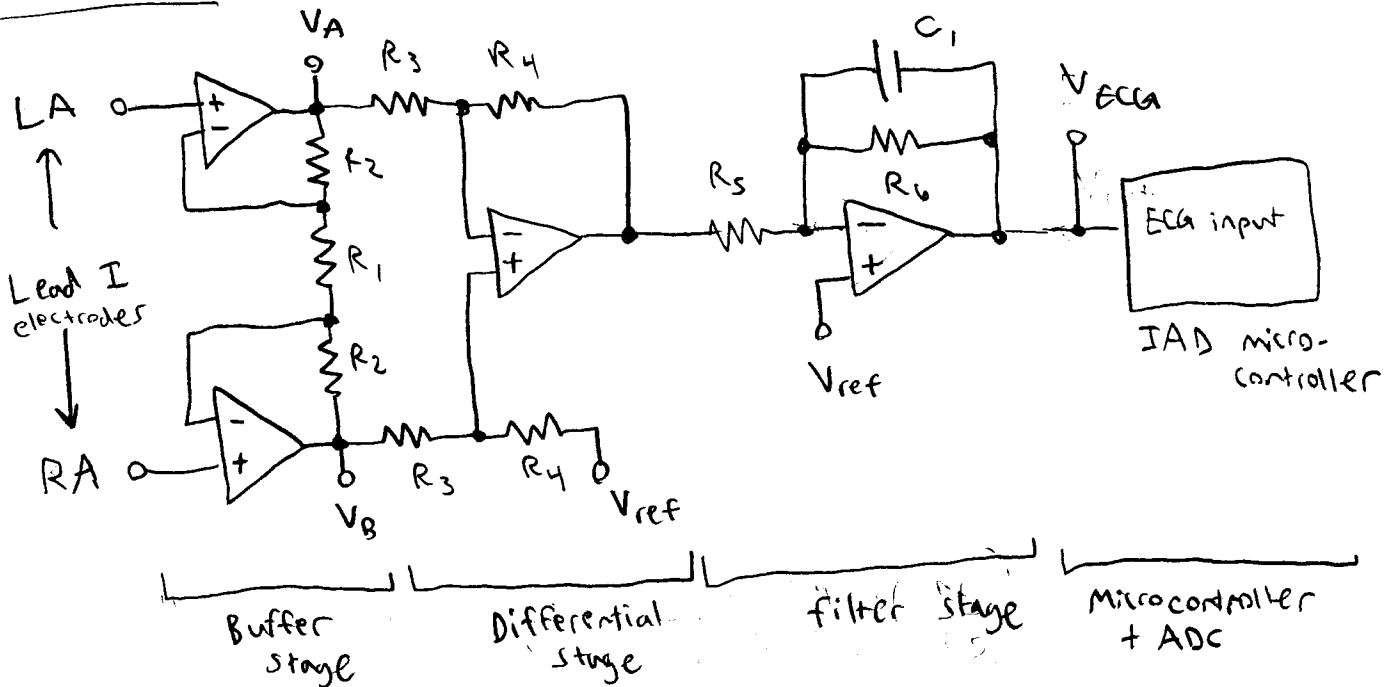 VA
R3
R4
C1
LA
+
−
R2
R5
R6
VECG
ECG input
Lead I
electrodes
R1
−
+
−
+
Vref
IAD micro-
controller
R2
−
+
RA
R3
R4
VB
Vref
Buffer
stage
Differential
stage
filter stage
Microcontroller
+ ADC